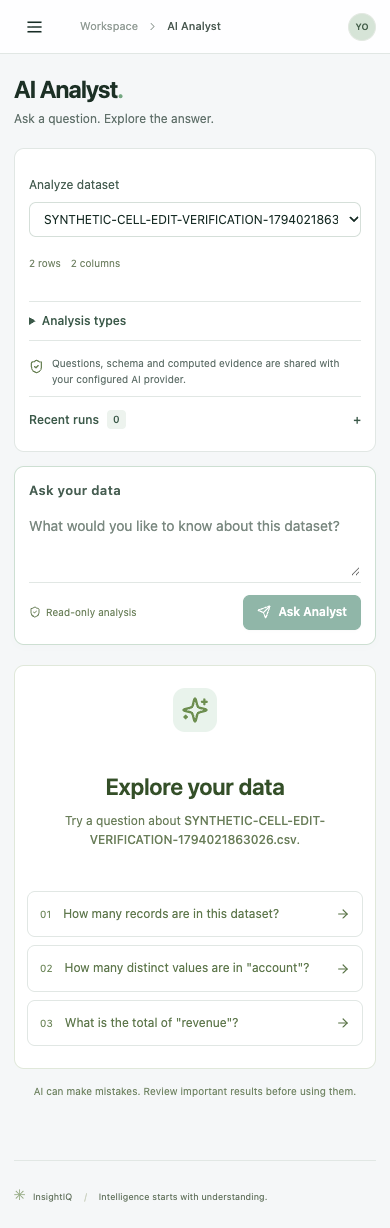 Workspace > AI Analyst
YO
AI Analyst.
Ask a question. Explore the answer.
Analyze dataset
SYNTHETIC-CELL-EDIT-VERIFICATION-1794021863
2 rows 2 columns
Analysis types
Questions, schema and computed evidence are shared with
your configured AI provider.
Recent runs 0 +
Ask your data
What would you like to know about this dataset?
Read-only analysis
Ask Analyst
Explore your data
Try a question about SYNTHETIC-CELL-EDIT-
VERIFICATION-1794021863026.csv.
01 How many records are in this dataset?
02 How many distinct values are in "account"?
03 What is the total of "revenue"?
AI can make mistakes. Review important results before using them.
InsightIQ / Intelligence starts with understanding.